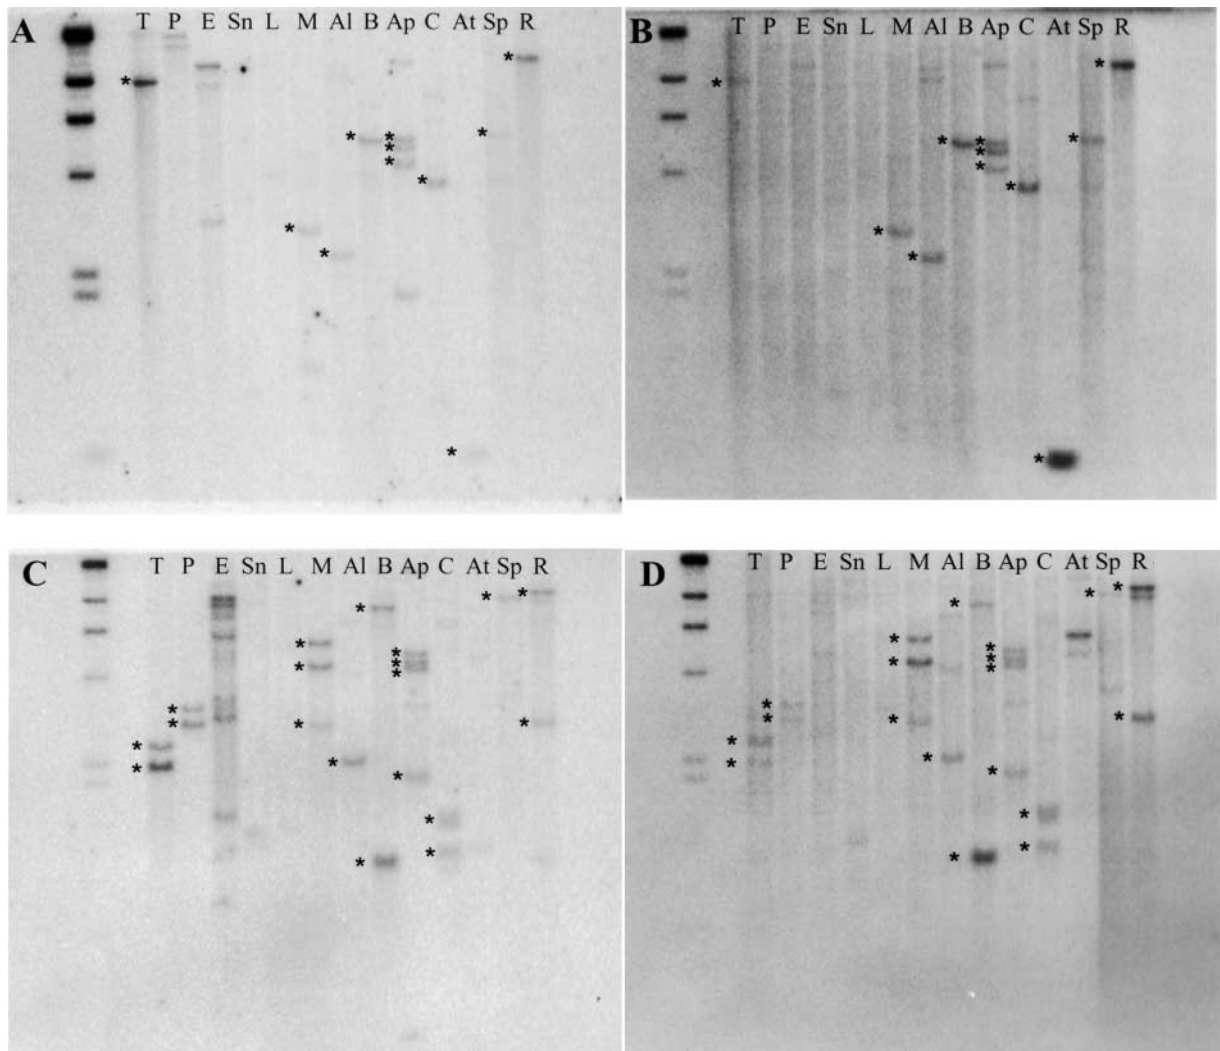 A T P E Sn L M Al B Ap C At Sp R
* * * * * * * * * * *
B T P E Sn L M Al B Ap C At Sp R
* * * * * * * * * * *
C T P E Sn L M Al B Ap C At Sp R
* * * * * * * * * * * * * * * * * * *
D T P E Sn L M Al B Ap C At Sp R
* * * * * * * * * * * * * * * * * * *